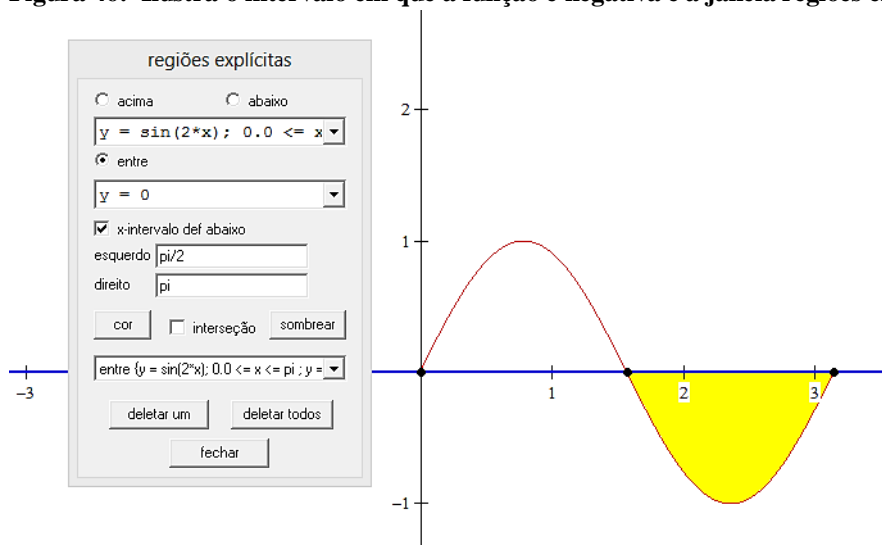 regiões explícitas
acima abaixo
y = sin(2*x); 0.0 <= x
entre
y = 0
x-intervalo def abaixo
esquerdo pi/2
direito pi
cor interseção sombrear
entre {y = sin(2*x); 0.0 <= x <= pi ; y =
deletar um deletar todos
fechar
2
1
-3 1 2 3
-1